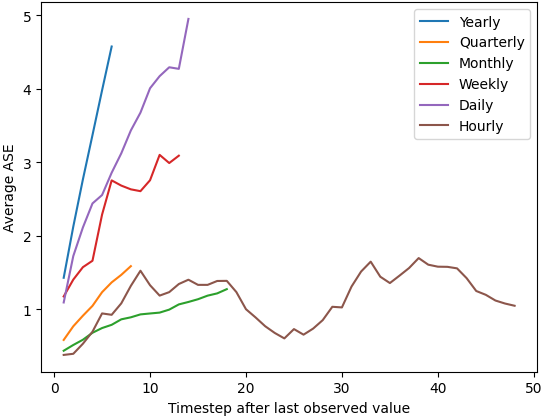 5
4
3
2
1
Average ASE
Yearly
Quarterly
Monthly
Weekly
Daily
Hourly
0 10 20 30 40 50
Timestep after last observed value